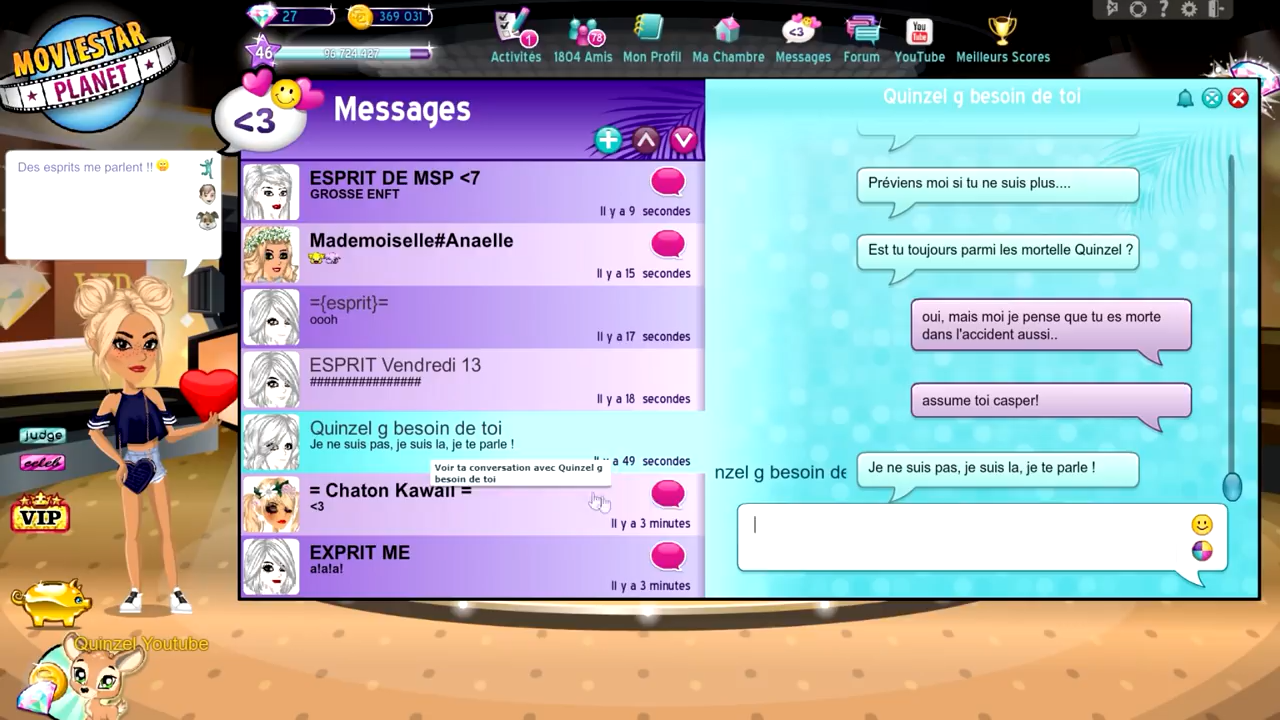 MOVIESTAR
PLANET
27
369 031
46
96.724.427
1
78
<3
Activités
1804 Amis
Mon Profil
Ma Chambre
Messages
Forum
You
Tube
YouTube
Meilleurs Scores
Des esprits me parlent !!
<3
Messages
ESPRIT DE MSP <7
GROSSE ENFT
Il y a 9 secondes
Mademoiselle#Anaelle
Il y a 15 secondes
={esprit}=
oooh
Il y a 17 secondes
ESPRIT Vendredi 13
################
Il y a 18 secondes
Quinzel g besoin de toi
Je ne suis pas, je suis la, je te parle !
a 49 secondes
Voir ta conversation avec Quinzel g
besoin de toi
= Chaton Kawaii =
<3
Il y a 3 minutes
EXPRIT ME
a!a!a!
Il y a 3 minutes
Quinzel g besoin de toi
Préviens moi si tu ne suis plus....
Est tu toujours parmi les mortelle Quinzel ?
oui, mais moi je pense que tu es morte
dans l'accident aussi..
assume toi casper!
nzel g besoin de
Je ne suis pas, je suis la, je te parle !
VIP
judge
celeb
VIP
Quinzel Youtube